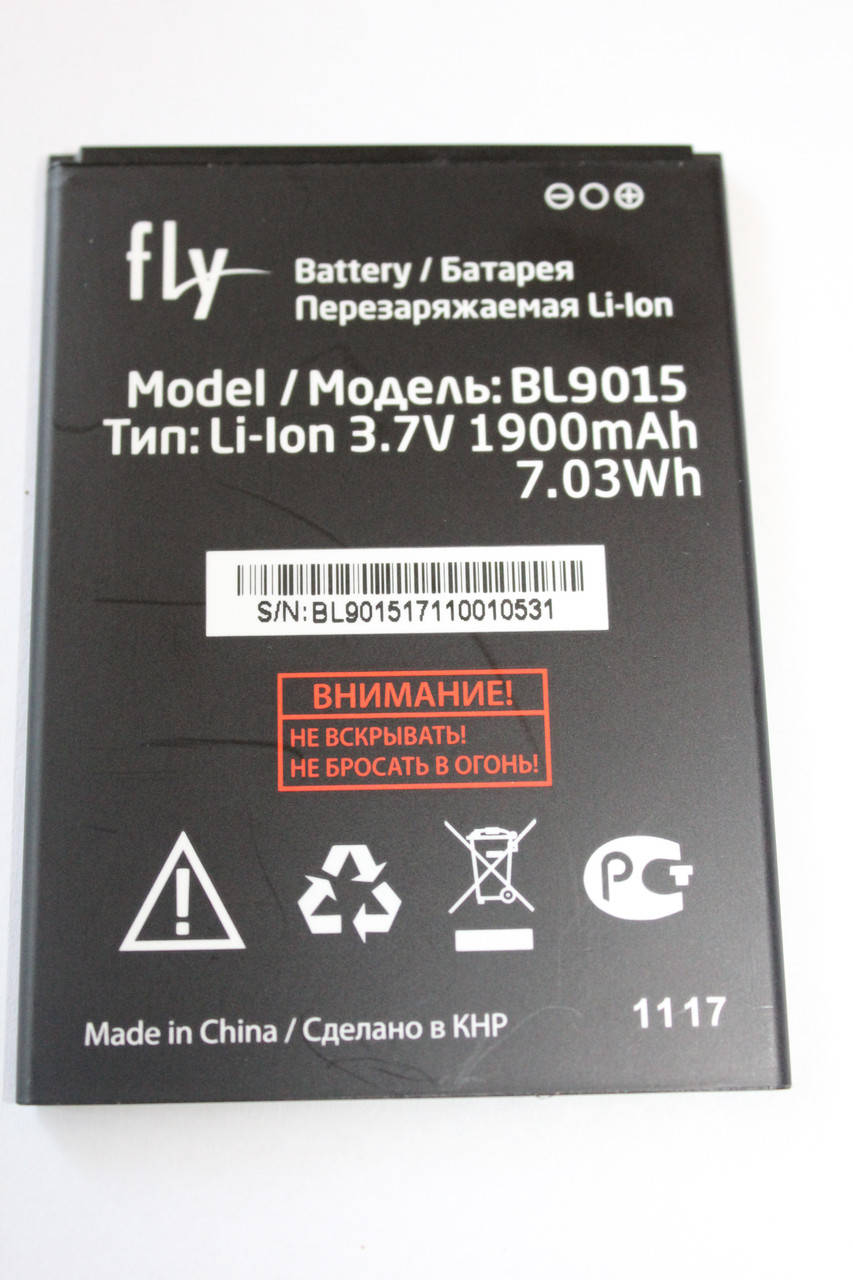 fly
Battery / Батарея
Перезаряжаемая Li-Ion
Model / Модель: BL9015
Тип: Li-Ion 3.7V 1900mAh
7.03Wh
S/N: BL901517110010531
ВНИМАНИЕ!
НЕ ВСКРЫВАТЬ!
НЕ БРОСАТЬ В ОГОНЬ!
РСТ
Made in China / Сделано в КНР
1117